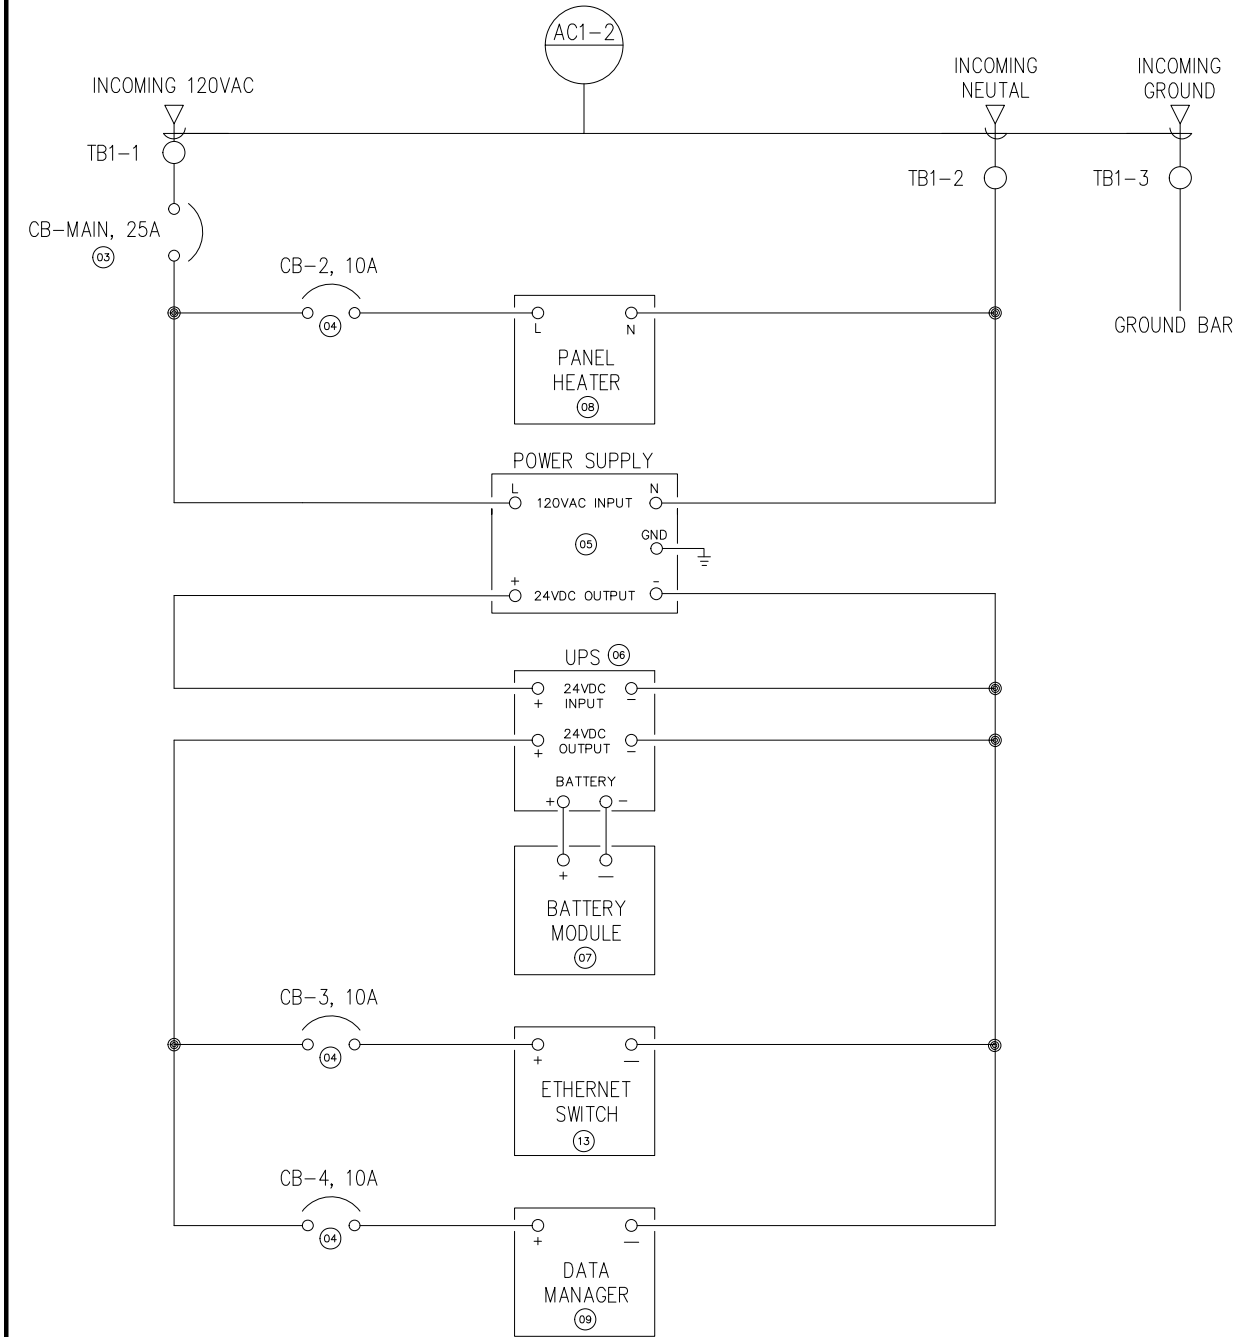 AC1-2
INCOMING 120VAC
INCOMING
NEUTAL
INCOMING
GROUND
TB1-1
TB1-2
TB1-3
CB-MAIN, 25A
03
CB-2, 10A
04
L
N
PANEL
HEATER
08
GROUND BAR
POWER SUPPLY
L
N
120VAC INPUT
GND
05
+
-
24VDC OUTPUT
UPS 06
24VDC
INPUT
+
-
24VDC
OUTPUT
+
-
BATTERY
+
-
+
-
BATTERY
MODULE
07
CB-3, 10A
04
+
-
ETHERNET
SWITCH
13
CB-4, 10A
04
+
-
DATA
MANAGER
09